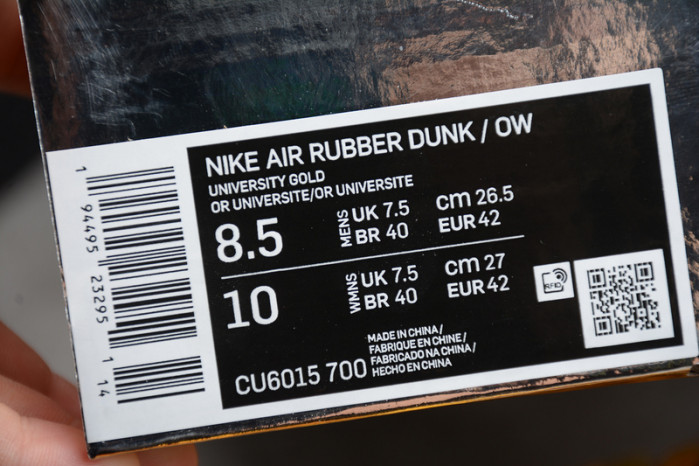 NIKE AIR RUBBER DUNK / OW
UNIVERSITY GOLD
OR UNIVERSITE/OR UNIVERSITE
8.5 MENS UK 7.5 cm 26.5
BR 40 EUR 42
10 WMNS UK 7.5 cm 27
BR 40 EUR 42
RFID
MADE IN CHINA/
FABRIQUE EN CHINE/
FABRICADO NA CHINA/
HECHO EN CHINA
CU6015 700
1 94495 23295 1 14